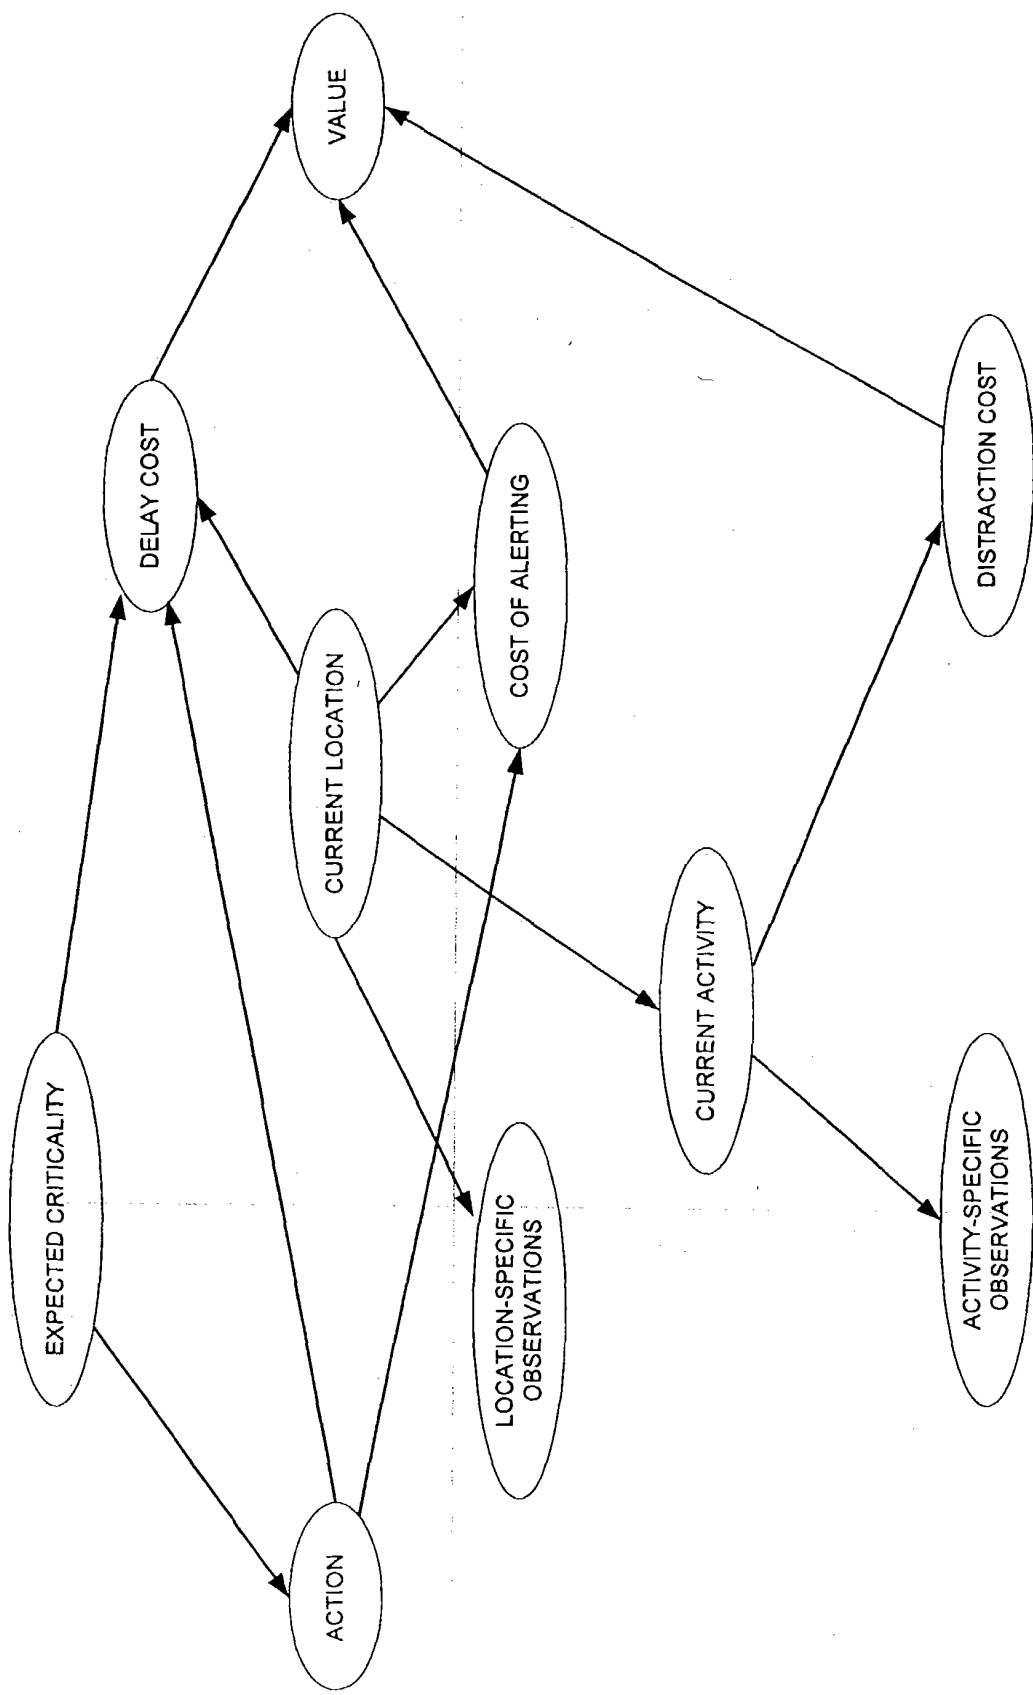 EXPECTED CRITICALITY
DELAY COST
ACTION
CURRENT LOCATION
VALUE
LOCATION-SPECIFIC
OBSERVATIONS
COST OF ALERTING
CURRENT ACTIVITY
ACTIVITY-SPECIFIC
OBSERVATIONS
DISTRACTION COST